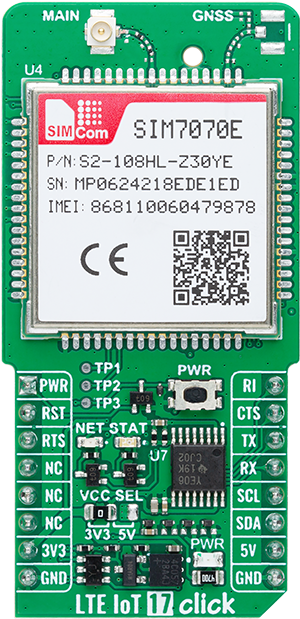 MAIN GNSS
U4
SIMCom SIM7070E
P/N: S2-108HL-Z30YE
SN: MP0624218EDE1ED
IMEI: 868110060479878
CE
TP1
TP2
TP3
PWR
PWR RI
RST CTS
RTS TX
NC RX
NC SCL
NC SDA
3V3 5V
GND GND
NET STAT
U7
YE08
VCC SEL
3V3 5V
PWR
LTE IoT 17 click